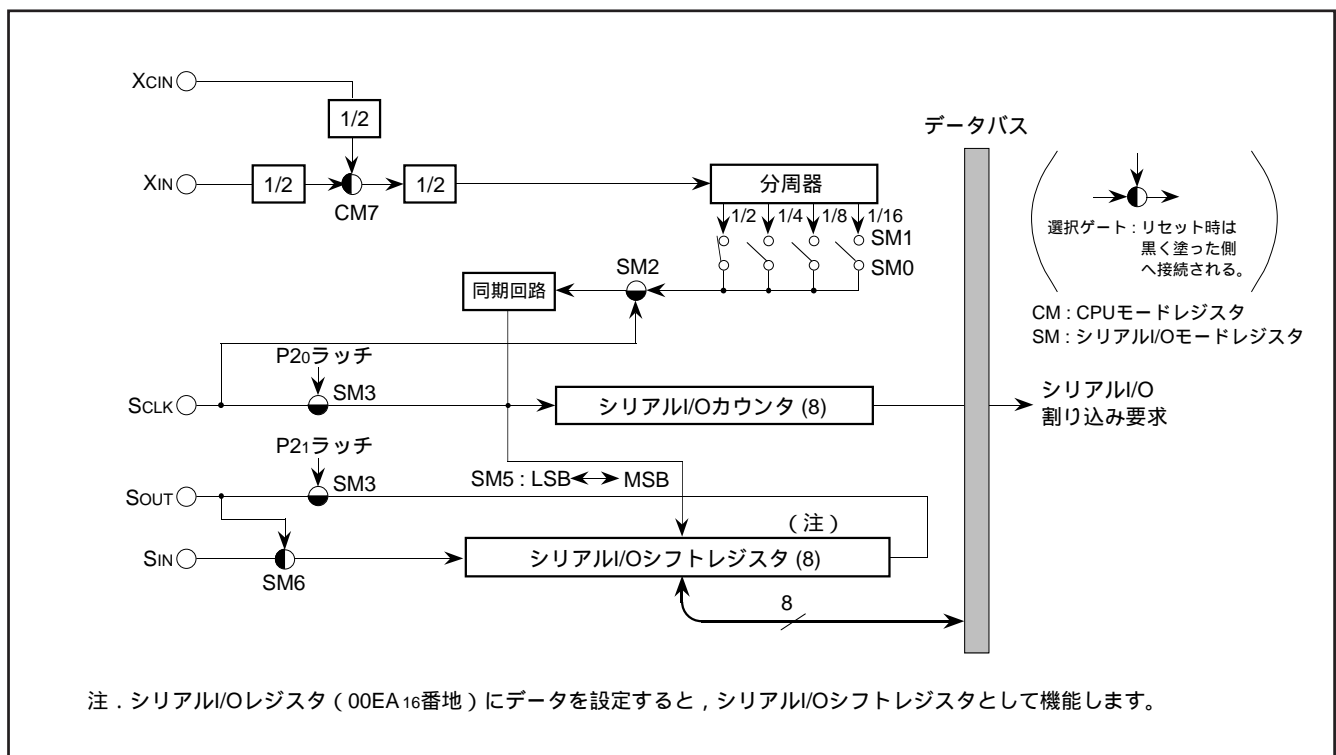 XCIN
1/2
データバス
XIN
1/2
1/2
分周器
CM7
1/2
1/4
1/8
1/16
SM1
SM0
選択ゲート : リセット時は
黒く塗った側
へ接続される。
SM2
同期回路
CM : CPUモードレジスタ
SM : シリアルI/Oモードレジスタ
P20ラッチ
SM3
SCLK
シリアルI/Oカウンタ (8)
シリアルI/O
割り込み要求
P21ラッチ
SM3
SM5 : LSB MSB
SOUT
(注)
SIN
シリアルI/Oシフトレジスタ (8)
SM6
8
注．シリアルI/Oレジスタ（00EA16番地）にデータを設定すると，シリアルI/Oシフトレジスタとして機能します。